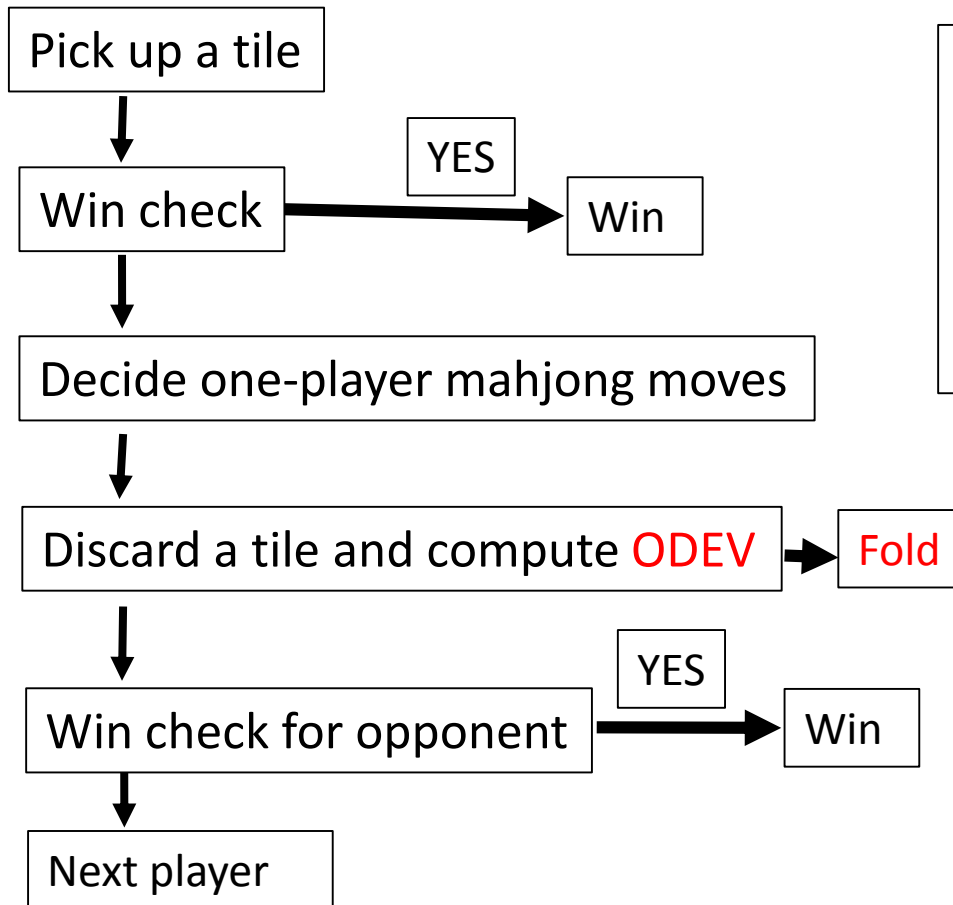 Pick up a tile
YES
Win check
Win
Decide one-player mahjong moves
Discard a tile and compute ODEV
Fold
YES
Win check for opponent
Win
Next player